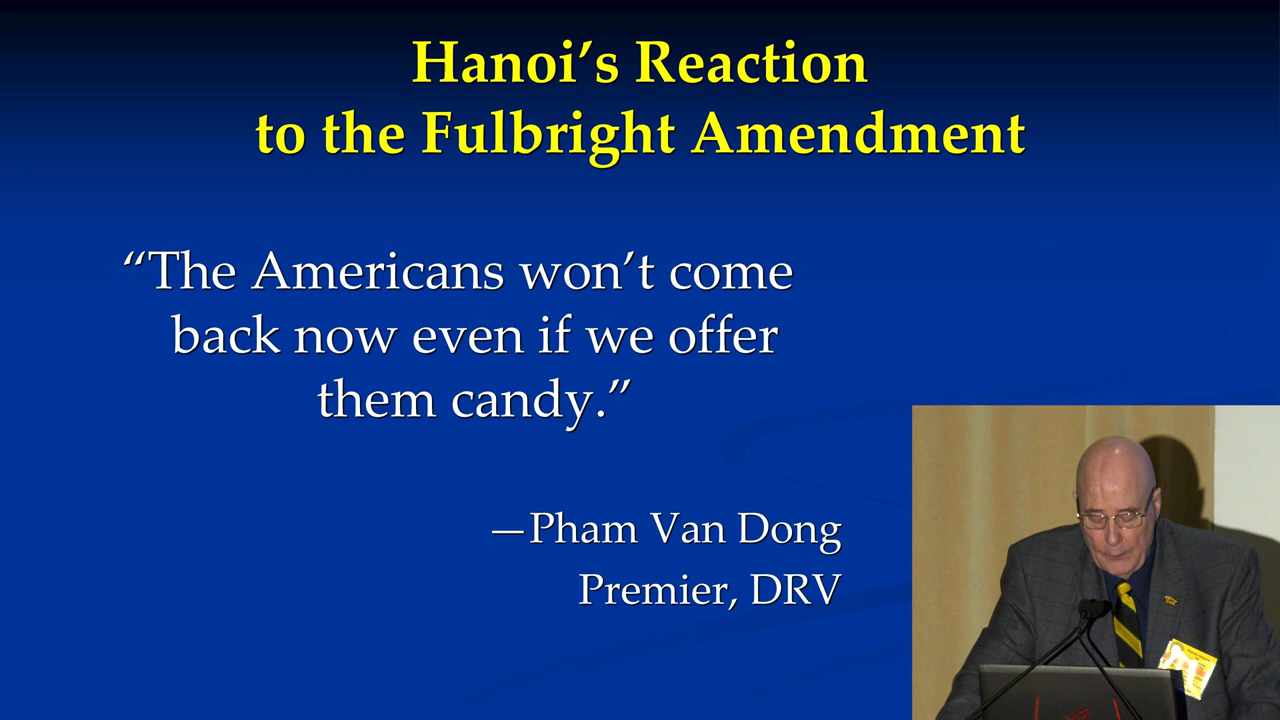 Hanoi’s Reaction
to the Fulbright Amendment
“The Americans won’t come
back now even if we offer
them candy.”
—Pham Van Dong
Premier, DRV